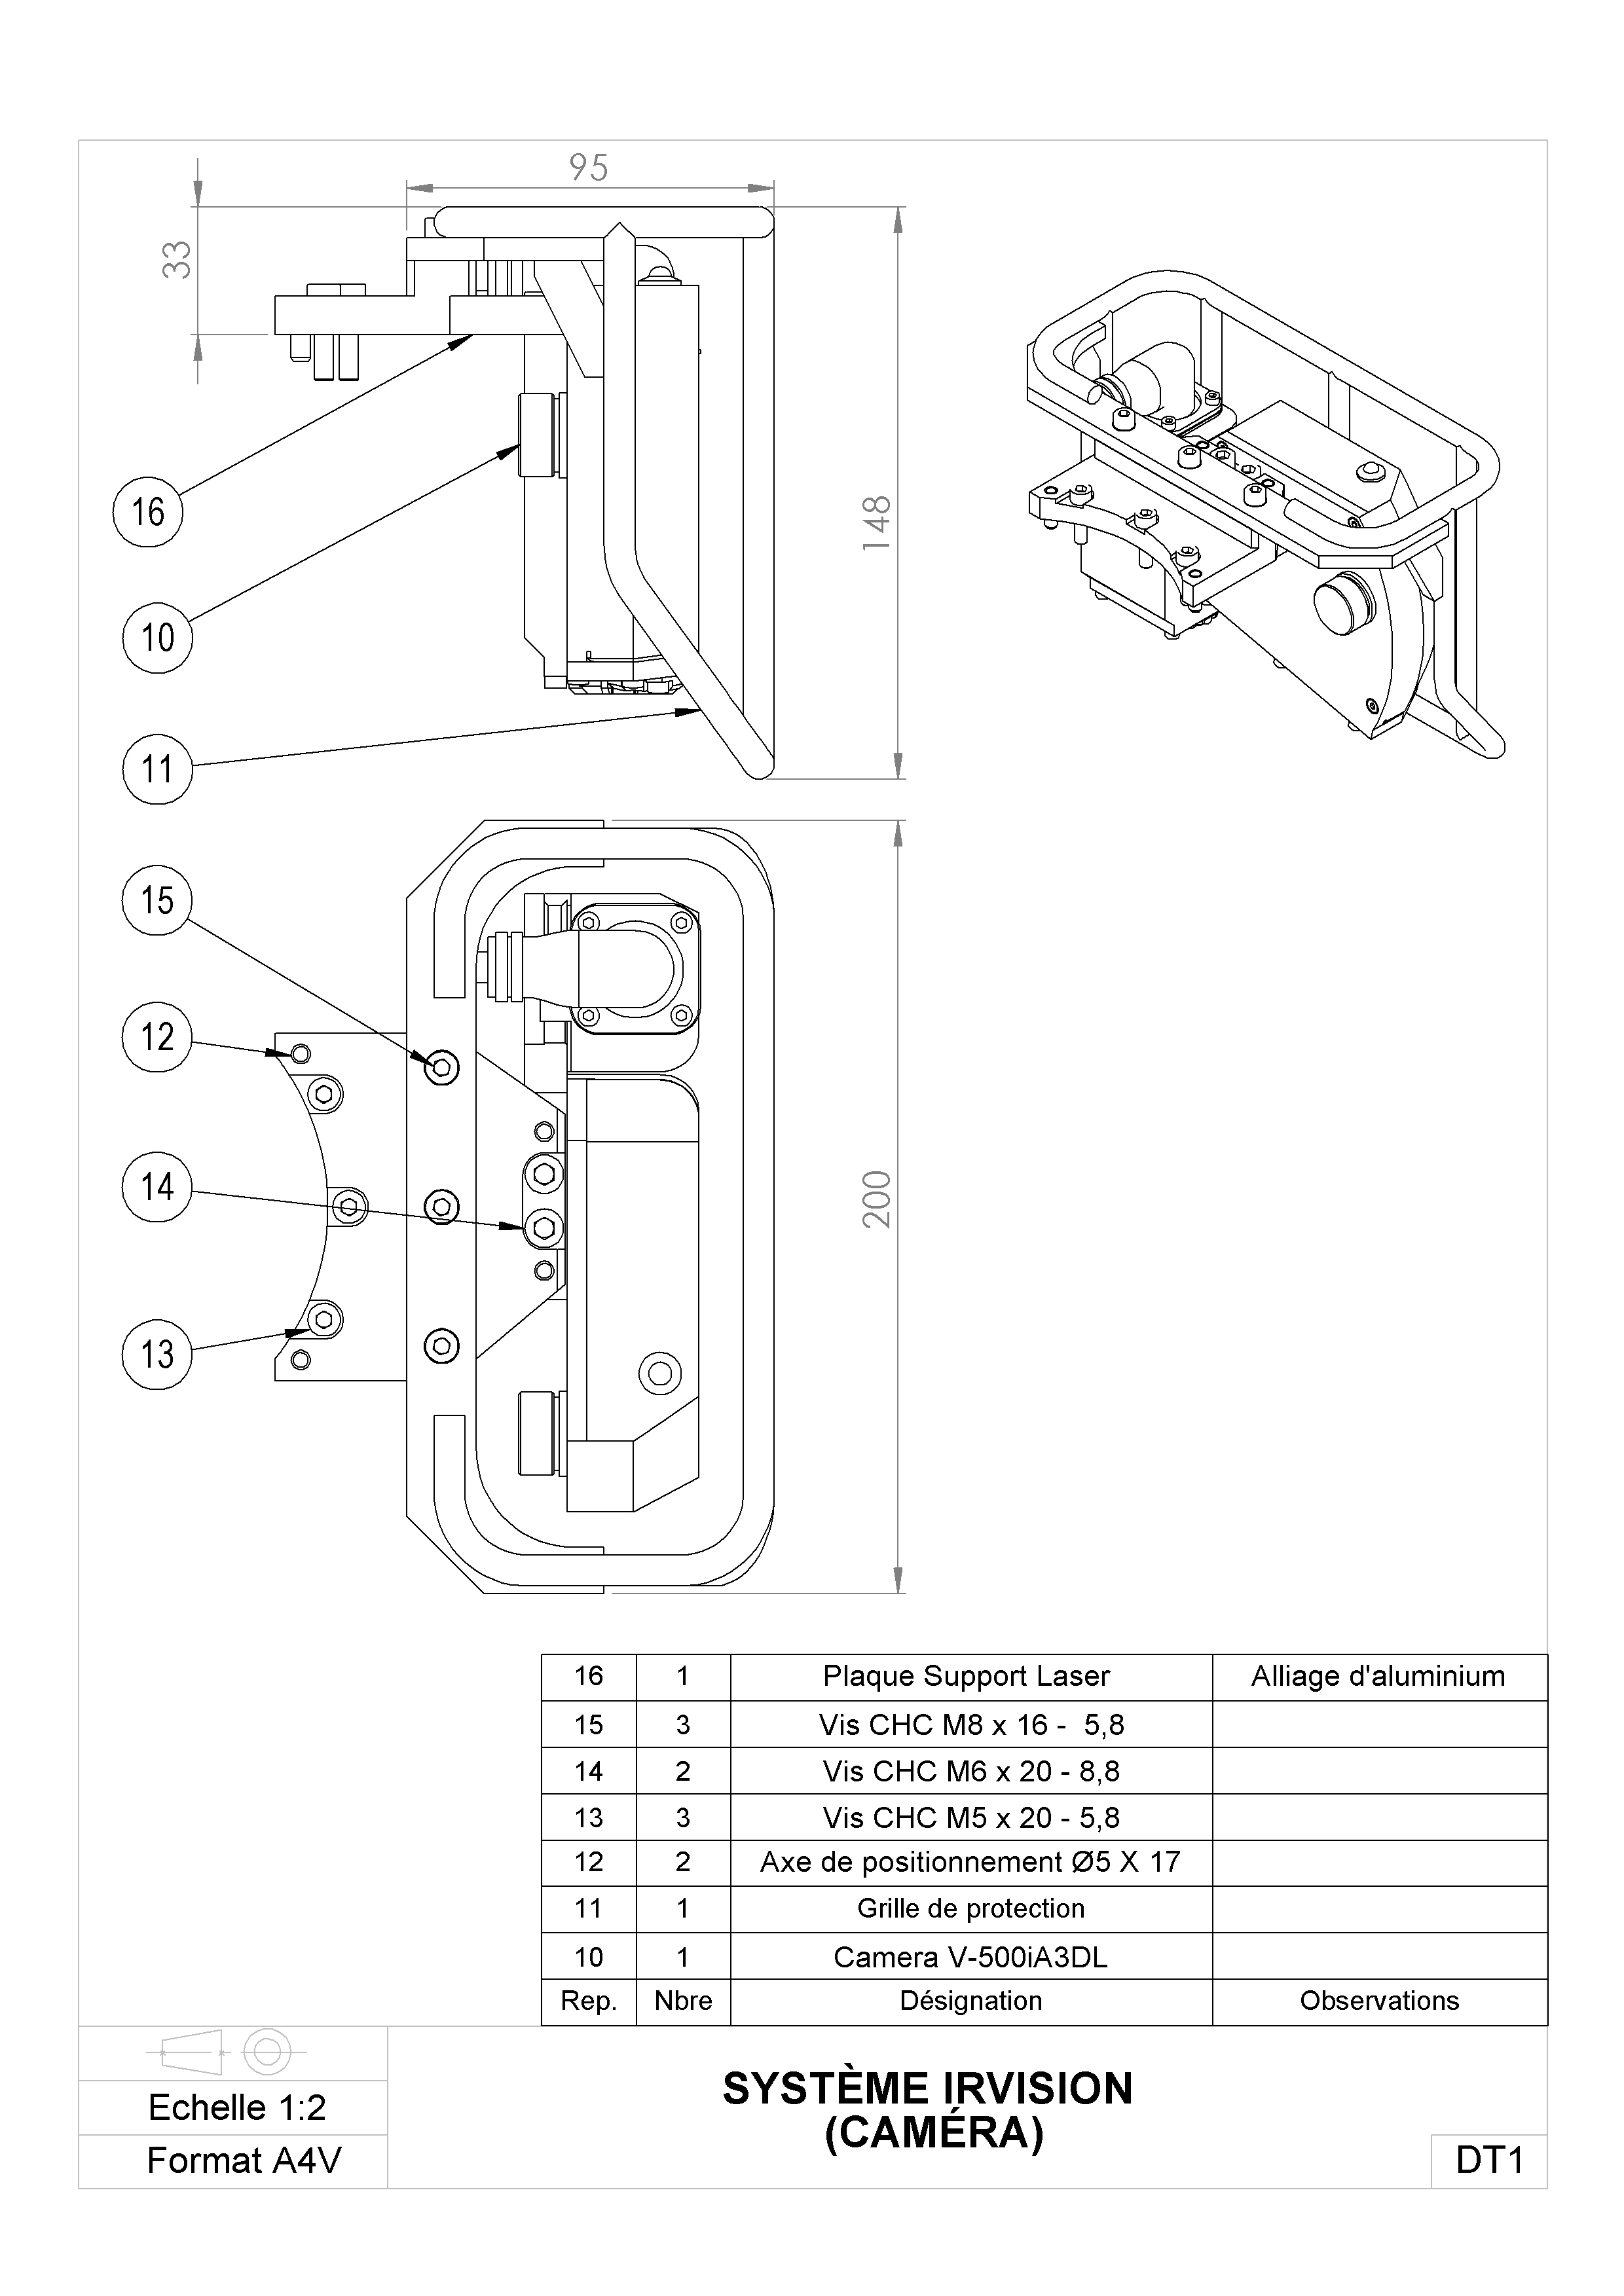 95
33
148
16
10
11
15
12
14
13
200
16 1 Plaque Support Laser Alliage d'aluminium
15 3 Vis CHC M8 x 16 - 5,8
14 2 Vis CHC M6 x 20 - 8,8
13 3 Vis CHC M5 x 20 - 5,8
12 2 Axe de positionnement Ø5 X 17
11 1 Grille de protection
10 1 Camera V-500iA3DL
Rep. Nbre Désignation Observations
Echelle 1:2
Format A4V
SYSTÈME IRVISION
(CAMÉRA)
DT1